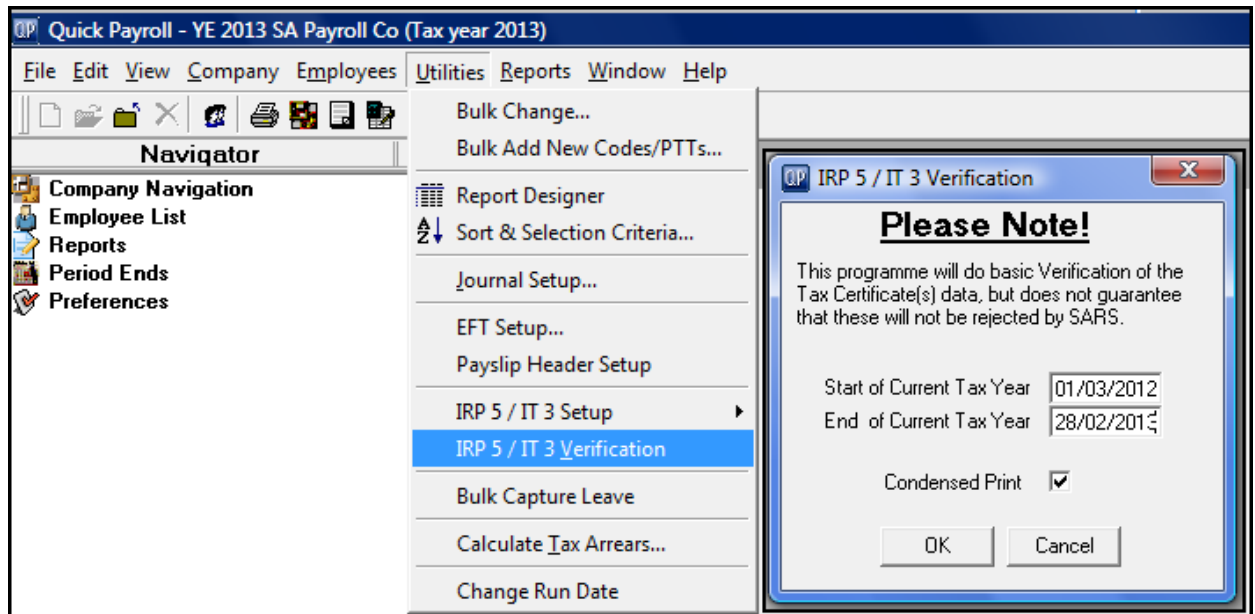 QP Quick Payroll - YE 2013 SA Payroll Co (Tax year 2013)
File Edit View Company Employees Utilities Reports Window Help
Navigator
Company Navigation
Employee List
Reports
Period Ends
Preferences
Bulk Change...
Bulk Add New Codes/PTTs...
Report Designer
Sort & Selection Criteria...
Journal Setup...
EFT Setup...
Payslip Header Setup
IRP 5 / IT 3 Setup
IRP 5 / IT 3 Verification
Bulk Capture Leave
Calculate Tax Arrears...
Change Run Date
QP IRP 5 / IT 3 Verification
Please Note!
This programme will do basic Verification of the
Tax Certificate(s) data, but does not guarantee
that these will not be rejected by SARS.
Start of Current Tax Year 01/03/2012
End of Current Tax Year 28/02/2013
Condensed Print
OK Cancel